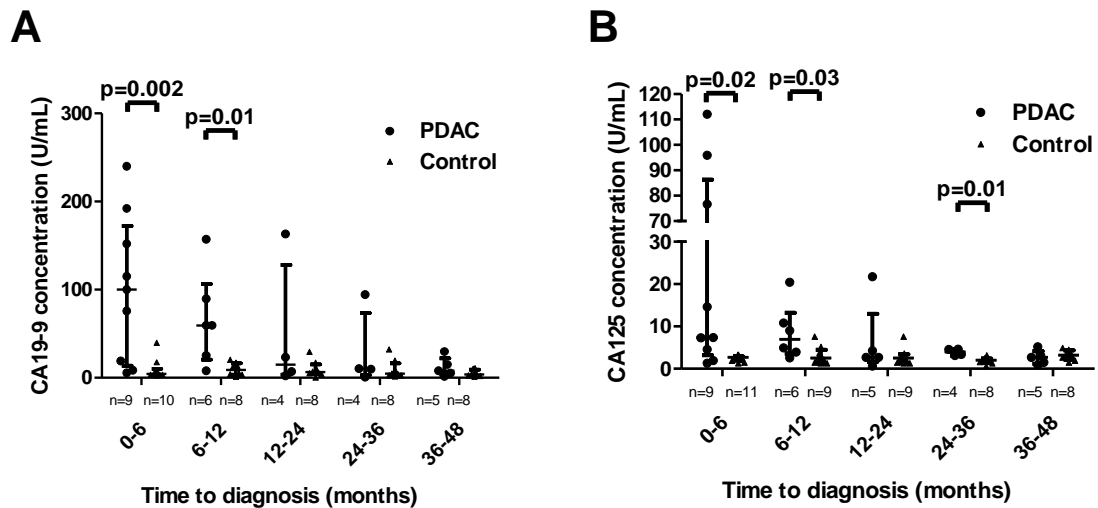 A
p=0.002
p=0.01
300
200
100
0
CA19-9 concentration (U/mL)
PDAC
Control
n=9 n=10 n=6 n=8 n=4 n=8 n=4 n=8 n=5 n=8
0-6 6-12 12-24 24-36 36-48
Time to diagnosis (months)
B
p=0.02
p=0.03
p=0.01
120
110
100
90
80
70
30
20
10
0
CA125 concentration (U/mL)
PDAC
Control
n=9 n=11 n=6 n=9 n=5 n=9 n=4 n=8 n=5 n=8
0-6 6-12 12-24 24-36 36-48
Time to diagnosis (months)